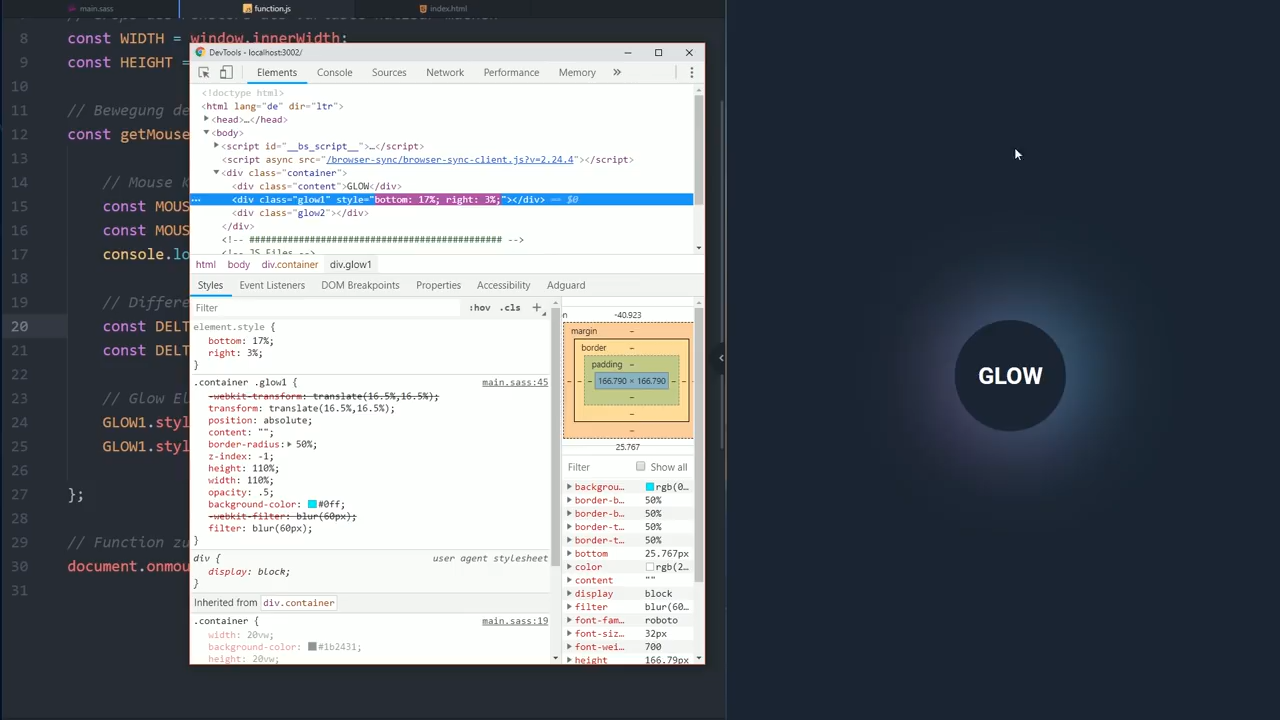 main.sass
function.js
index.html
8 const WIDTH = window.innerWidth;
9 const HEIGHT =
10
11 // Bewegung de
12 const getMouse
13
14 // Mouse K
15 const MOUS
16 const MOUS
17 console.lo
18
19 // Differe
20 const DELT
21 const DELT
22
23 // Glow El
24 GLOW1.styl
25 GLOW1.styl
26
27 };
28
29 // Function zu
30 document.onmou
31
DevTools - localhost:3002/
Elements Console Sources Network Performance Memory »
<!doctype html>
<html lang="de" dir="ltr">
<head>…</head>
<body>
<script id="__bs_script__">…</script>
<script async src="/browser-sync/browser-sync-client.js?v=2.24.4"></script>
<div class="container">
<div class="content">GLOW</div>
<div class="glow1" style="bottom: 17%; right: 3%;"></div> == $0
<div class="glow2"></div>
</div>
<!-- ########################################## -->
<!-- JS Files -->
html body div.container div.glow1
Styles Event Listeners DOM Breakpoints Properties Accessibility Adguard
Filter :hov .cls +
element.style {
bottom: 17%;
right: 3%;
}
.container .glow1 { main.sass:45
-webkit-transform: translate(16.5%,16.5%);
transform: translate(16.5%,16.5%);
position: absolute;
content: "";
border-radius: 50%;
z-index: -1;
height: 110%;
width: 110%;
opacity: .5;
background-color: #0ff;
-webkit-filter: blur(60px);
filter: blur(60px);
}
div { user agent stylesheet
display: block;
}
Inherited from div.container
.container { main.sass:19
width: 20vw;
background-color: #1b2431;
height: 20vw;
n -40.923
margin –
border –
padding –
– – – 166.790 × 166.790 – – –
–
–
–
25.767
Filter Show all
backgrou… rgb(0…
border-b… 50%
border-b… 50%
border-t… 50%
border-t… 50%
bottom 25.767px
color rgb(2…
content ""
display block
filter blur(60…
font-fam… roboto
font-siz… 32px
font-wei… 700
height 166.79px
GLOW